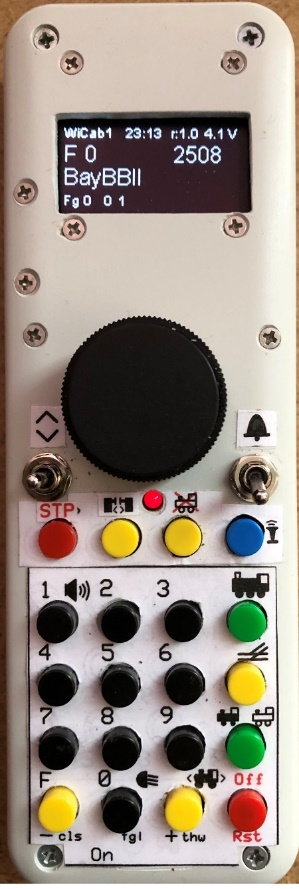 WiCab1 23:13 r:1.0 4.1V
F 0 2508
BayBBII
Fg0 0 1
STP
1 2 3
4 5 6
7 8 9
F 0 Off
- cls fgl + thw Rst
On